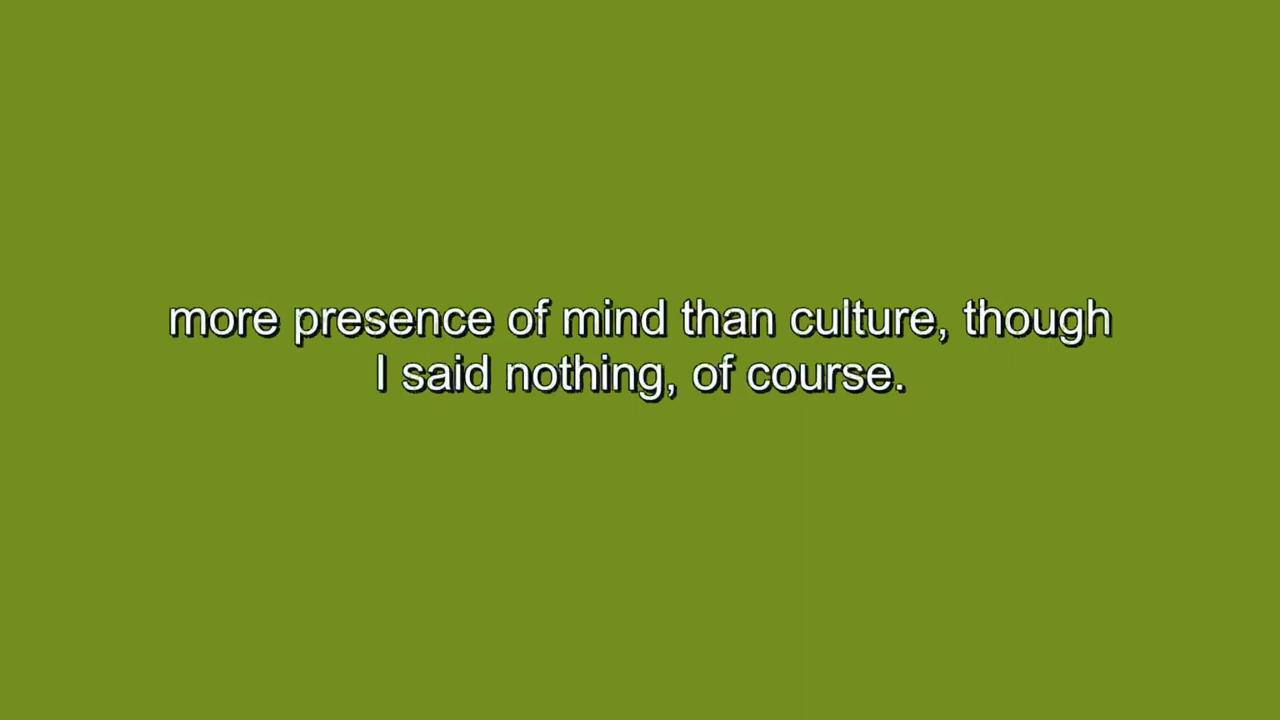 more presence of mind than culture, though
I said nothing, of course.